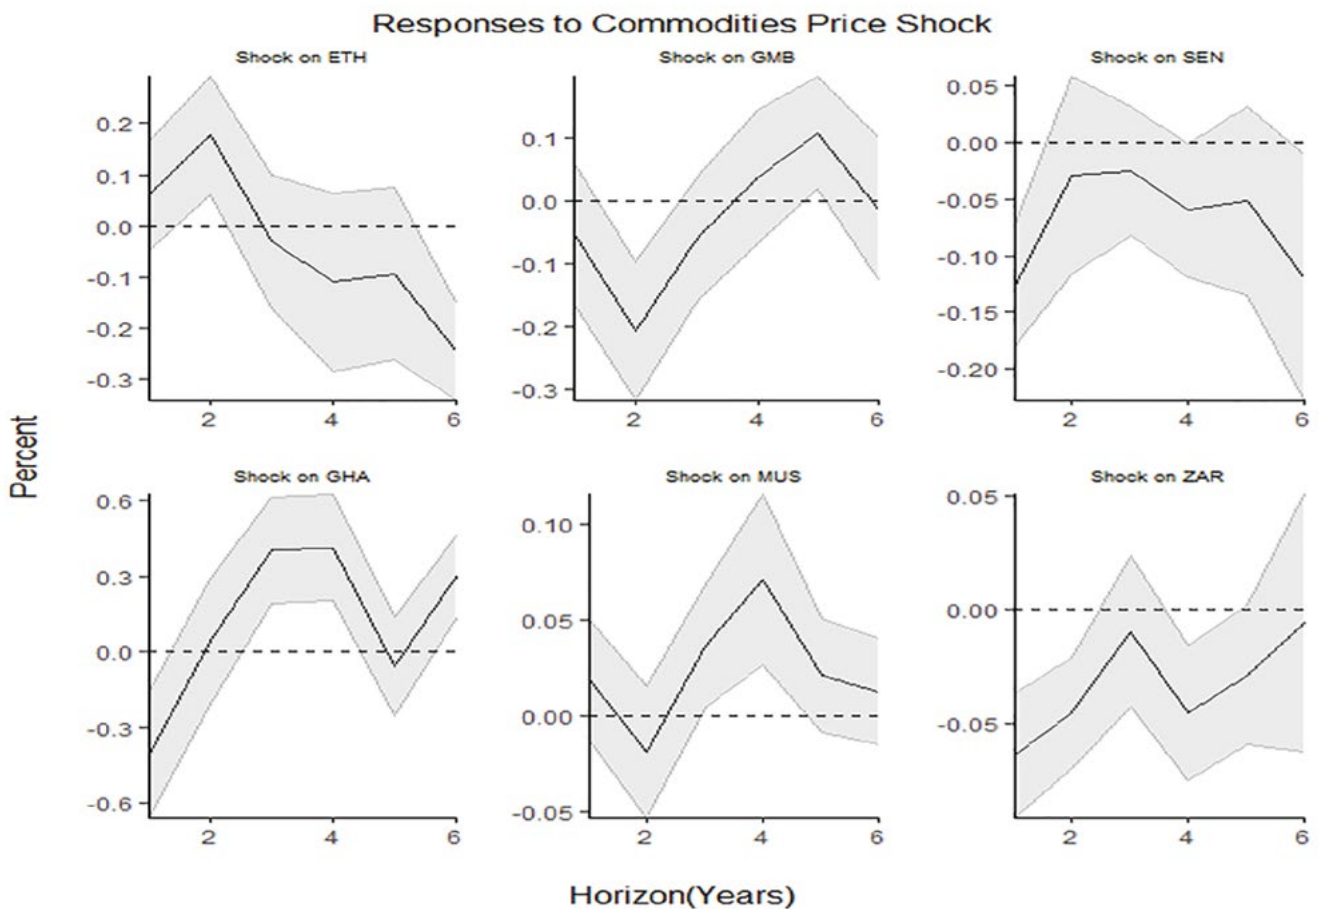 Responses to Commodities Price Shock
Shock on ETH
0.2
0.1
0.0
-0.1
-0.2
-0.3
2 4 6
Shock on GMB
0.1
0.0
-0.1
-0.2
-0.3
2 4 6
Shock on SEN
0.05
0.00
-0.05
-0.10
-0.15
-0.20
2 4 6
Percent
Shock on GHA
0.6
0.3
0.0
-0.3
-0.6
2 4 6
Shock on MUS
0.10
0.05
0.00
-0.05
2 4 6
Shock on ZAR
0.05
0.00
-0.05
2 4 6
Horizon(Years)